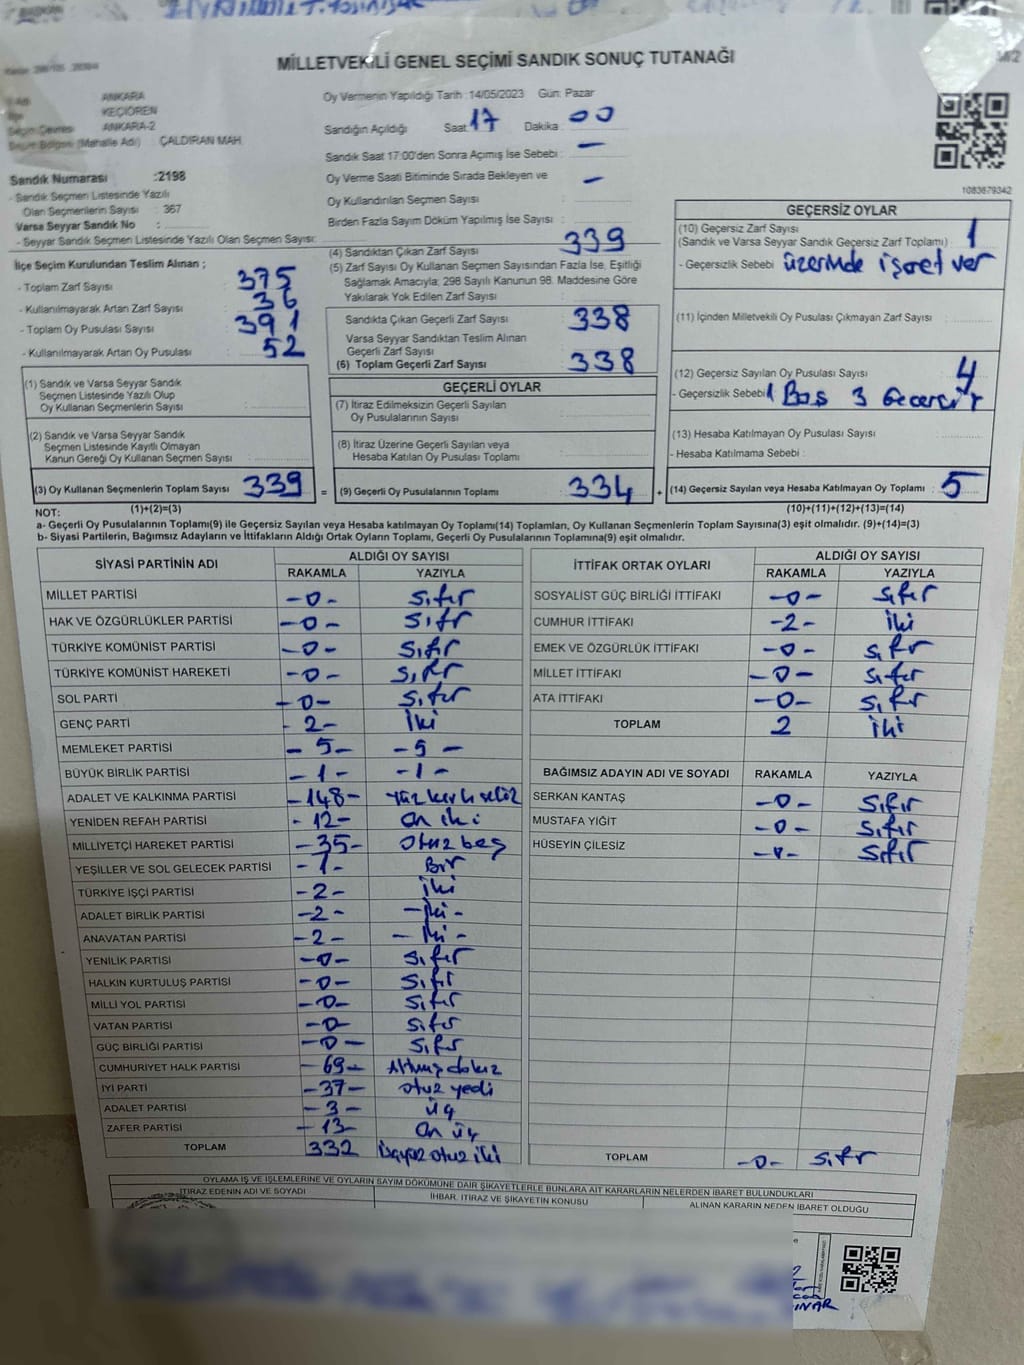 MİLLETVEKİLİ GENEL SEÇİMİ SANDIK SONUÇ TUTANAĞI
ANKARA
KEÇİÖREN
ANKARA-2
Seçim Bölgesi (Mahalle Adı) : ÇALDIRAN MAH.
Sandık Numarası :2198
- Sandık Seçmen Listesinde Yazılı
Olan Seçmenlerin Sayısı : 367
Varsa Seyyar Sandık No :
- Seyyar Sandık Seçmen Listesinde Yazılı Olan Seçmen Sayısı:
Oy Vermenin Yapıldığı Tarih :14/05/2023 Gün: Pazar
Sandığın Açıldığı Saat 17 Dakika 00
Sandık Saat 17:00'den Sonra Açımış İse Sebebi : —
Oy Verme Saati Bitiminde Sırada Bekleyen ve —
Oy Kullandırılan Seçmen Sayısı :
Birden Fazla Sayım Döküm Yapılmış İse Sayısı :
1083679342
İlçe Seçim Kurulundan Teslim Alınan ;
- Toplam Zarf Sayısı : 375
- Kullanılmayarak Artan Zarf Sayısı : 36
- Toplam Oy Pusulası Sayısı : 391
- Kullanılmayarak Artan Oy Pusulası : 52
(4) Sandıktan Çıkan Zarf Sayısı : 339
(5) Zarf Sayısı Oy Kullanan Seçmen Sayısından Fazla İse, Eşitliği
Sağlamak Amacıyla; 298 Sayılı Kanunun 98. Maddesine Göre
Yakılarak Yok Edilen Zarf Sayısı :
Sandıkta Çıkan Geçerli Zarf Sayısı : 338
Varsa Seyyar Sandıktan Teslim Alınan
Geçerli Zarf Sayısı :
(6) Toplam Geçerli Zarf Sayısı : 338
GEÇERSİZ OYLAR
(10) Geçersiz Zarf Sayısı
(Sandık ve Varsa Seyyar Sandık Geçersiz Zarf Toplamı) : 1
- Geçersizlik Sebebi : üzerinde işaret ver
(11) İçinden Milletvekili Oy Pusulası Çıkmayan Zarf Sayısı :
(12) Geçersiz Sayılan Oy Pusulası Sayısı : 4
- Geçersizlik Sebebi 1 Boş 3
(13) Hesaba Katılmayan Oy Pusulası Sayısı :
- Hesaba Katılmama Sebebi :
(1) Sandık ve Varsa Seyyar Sandık
Seçmen Listesinde Yazılı Olup
Oy Kullanan Seçmenlerin Sayısı :
(2) Sandık ve Varsa Seyyar Sandık
Seçmen Listesinde Kayıtlı Olmayan
Kanun Gereği Oy Kullanan Seçmen Sayısı :
GEÇERLİ OYLAR
(7) İtiraz Edilmeksizin Geçerli Sayılan
Oy Pusulalarının Sayısı :
(8) İtiraz Üzerine Geçerli Sayılan veya
Hesaba Katılan Oy Pusulası Toplamı :
(3) Oy Kullanan Seçmenlerin Toplam Sayısı : 339 = (9) Geçerli Oy Pusulalarının Toplamı : 334 + (14) Geçersiz Sayılan veya Hesaba Katılmayan Oy Toplamı : 5
NOT: (1)+(2)=(3) (10)+(11)+(12)+(13)=(14)
a- Geçerli Oy Pusulalarının Toplamı(9) ile Geçersiz Sayılan veya Hesaba katılmayan Oy Toplamı(14) Toplamları, Oy Kullanan Seçmenlerin Toplam Sayısına(3) eşit olmalıdır. (9)+(14)=(3)
b- Siyasi Partilerin, Bağımsız Adayların ve İttifakların Aldığı Ortak Oyların Toplamı, Geçerli Oy Pusulalarının Toplamına(9) eşit olmalıdır.
SİYASİ PARTİNİN ADI ALDIĞI OY SAYISI
RAKAMLA YAZIYLA
MİLLET PARTİSİ -0- Sıfır
HAK VE ÖZGÜRLÜKLER PARTİSİ -0- Sıfr
TÜRKİYE KOMÜNİST PARTİSİ -0- Sıfır
TÜRKİYE KOMÜNİST HAREKETİ -0- Sıfır
SOL PARTİ -0- Sıfır
GENÇ PARTİ - 2- İki
MEMLEKET PARTİSİ - 5- -5-
BÜYÜK BİRLİK PARTİSİ -1- -1-
ADALET VE KALKINMA PARTİSİ -148- Yüz kırk sekiz
YENİDEN REFAH PARTİSİ -12- on iki
MİLLİYETÇİ HAREKET PARTİSİ -35- otuz beş
YEŞİLLER VE SOL GELECEK PARTİSİ -1- Bir
TÜRKİYE İŞÇİ PARTİSİ -2- iki
ADALET BİRLİK PARTİSİ -2- -iki-
ANAVATAN PARTİSİ -2- -iki-
YENİLİK PARTİSİ -0- Sıfır
HALKIN KURTULUŞ PARTİSİ -0- Sıfır
MİLLİ YOL PARTİSİ -0- Sıfır
VATAN PARTİSİ -0- Sıfır
GÜÇ BİRLİĞİ PARTİSİ -0- Sıfır
CUMHURİYET HALK PARTİSİ -69- Altmış dokuz
İYİ PARTİ -37- otuz yedi
ADALET PARTİSİ -3- üç
ZAFER PARTİSİ -13- on üç
TOPLAM 332 üçyüz otuz iki
İTTİFAK ORTAK OYLARI ALDIĞI OY SAYISI
RAKAMLA YAZIYLA
SOSYALİST GÜÇ BİRLİĞİ İTTİFAKI -0- Sıfır
CUMHUR İTTİFAKI -2- iki
EMEK VE ÖZGÜRLÜK İTTİFAKI -0- Sıfır
MİLLET İTTİFAKI -0- Sıfır
ATA İTTİFAKI -0- Sıfır
TOPLAM 2 iki
BAĞIMSIZ ADAYIN ADI VE SOYADI RAKAMLA YAZIYLA
SERKAN KANTAŞ -0- Sıfır
MUSTAFA YİĞİT -0- Sıfır
HÜSEYİN ÇİLESİZ -0- Sıfır
TOPLAM -0- Sıfr
OYLAMA İŞ VE İŞLEMLERİNE VE OYLARIN SAYIM DÖKÜMÜNE DAİR ŞİKAYETLERLE BUNLARA AİT KARARLARIN NELERDEN İBARET BULUNDUKLARI
İTİRAZ EDENİN ADI VE SOYADI İHBAR, İTİRAZ VE ŞİKAYETİN KONUSU ALINAN KARARIN NEDEN İBARET OLDUĞU